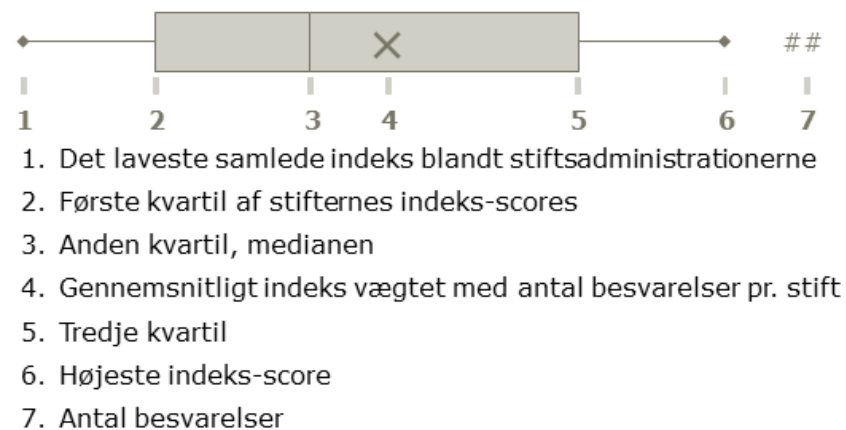 ##
1 2 3 4 5 6 7
1. Det laveste samlede indeks blandt stiftsadministrationerne
2. Første kvartil af stifternes indeks-scores
3. Anden kvartil, medianen
4. Gennemsnitligt indeks vægtet med antal besvarelser pr. stift
5. Tredje kvartil
6. Højeste indeks-score
7. Antal besvarelser